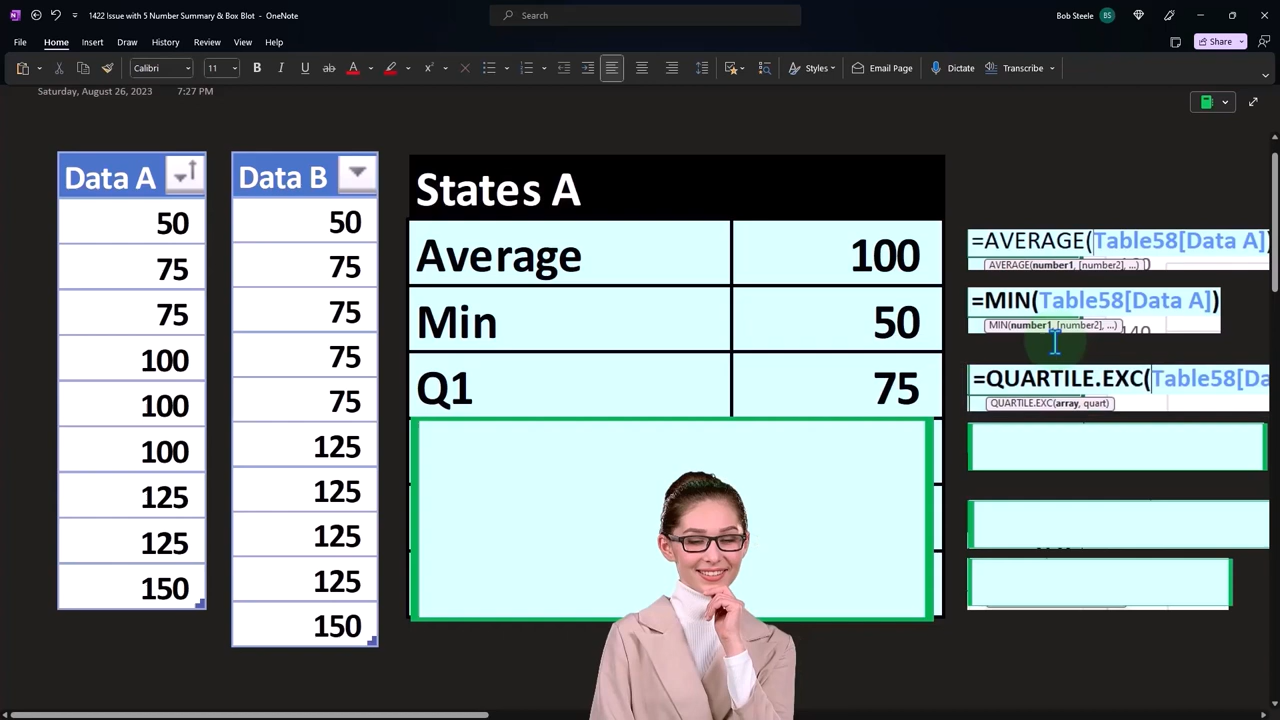 1422 Issue with 5 Number Summary & Box Blot - OneNote
Search
Bob Steele BS
File Home Insert Draw History Review View Help
Share
Calibri 11 B I U ab A x Styles Email Page Dictate Transcribe
Saturday, August 26, 2023 7:27 PM
Data A
50
75
75
100
100
100
125
125
150
Data B
50
75
75
75
75
125
125
125
125
150
States A
Average 100
Min 50
Q1 75
=AVERAGE(Table58[Data A])
AVERAGE(number1, [number2], ...)
=MIN(Table58[Data A])
MIN(number1, [number2], ...)
=QUARTILE.EXC(Table58[Da
QUARTILE.EXC(array, quart)